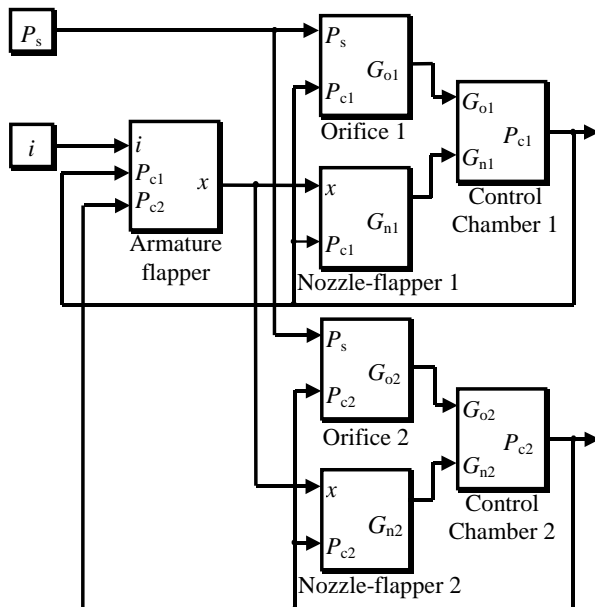 Ps
i
i
Pc1
Pc2
x
Armature
flapper
Ps
Pc1
Go1
Orifice 1
x
Pc1
Gn1
Nozzle-flapper 1
Go1
Gn1
Pc1
Control
Chamber 1
Ps
Pc2
Go2
Orifice 2
x
Pc2
Gn2
Nozzle-flapper 2
Go2
Gn2
Pc2
Control
Chamber 2